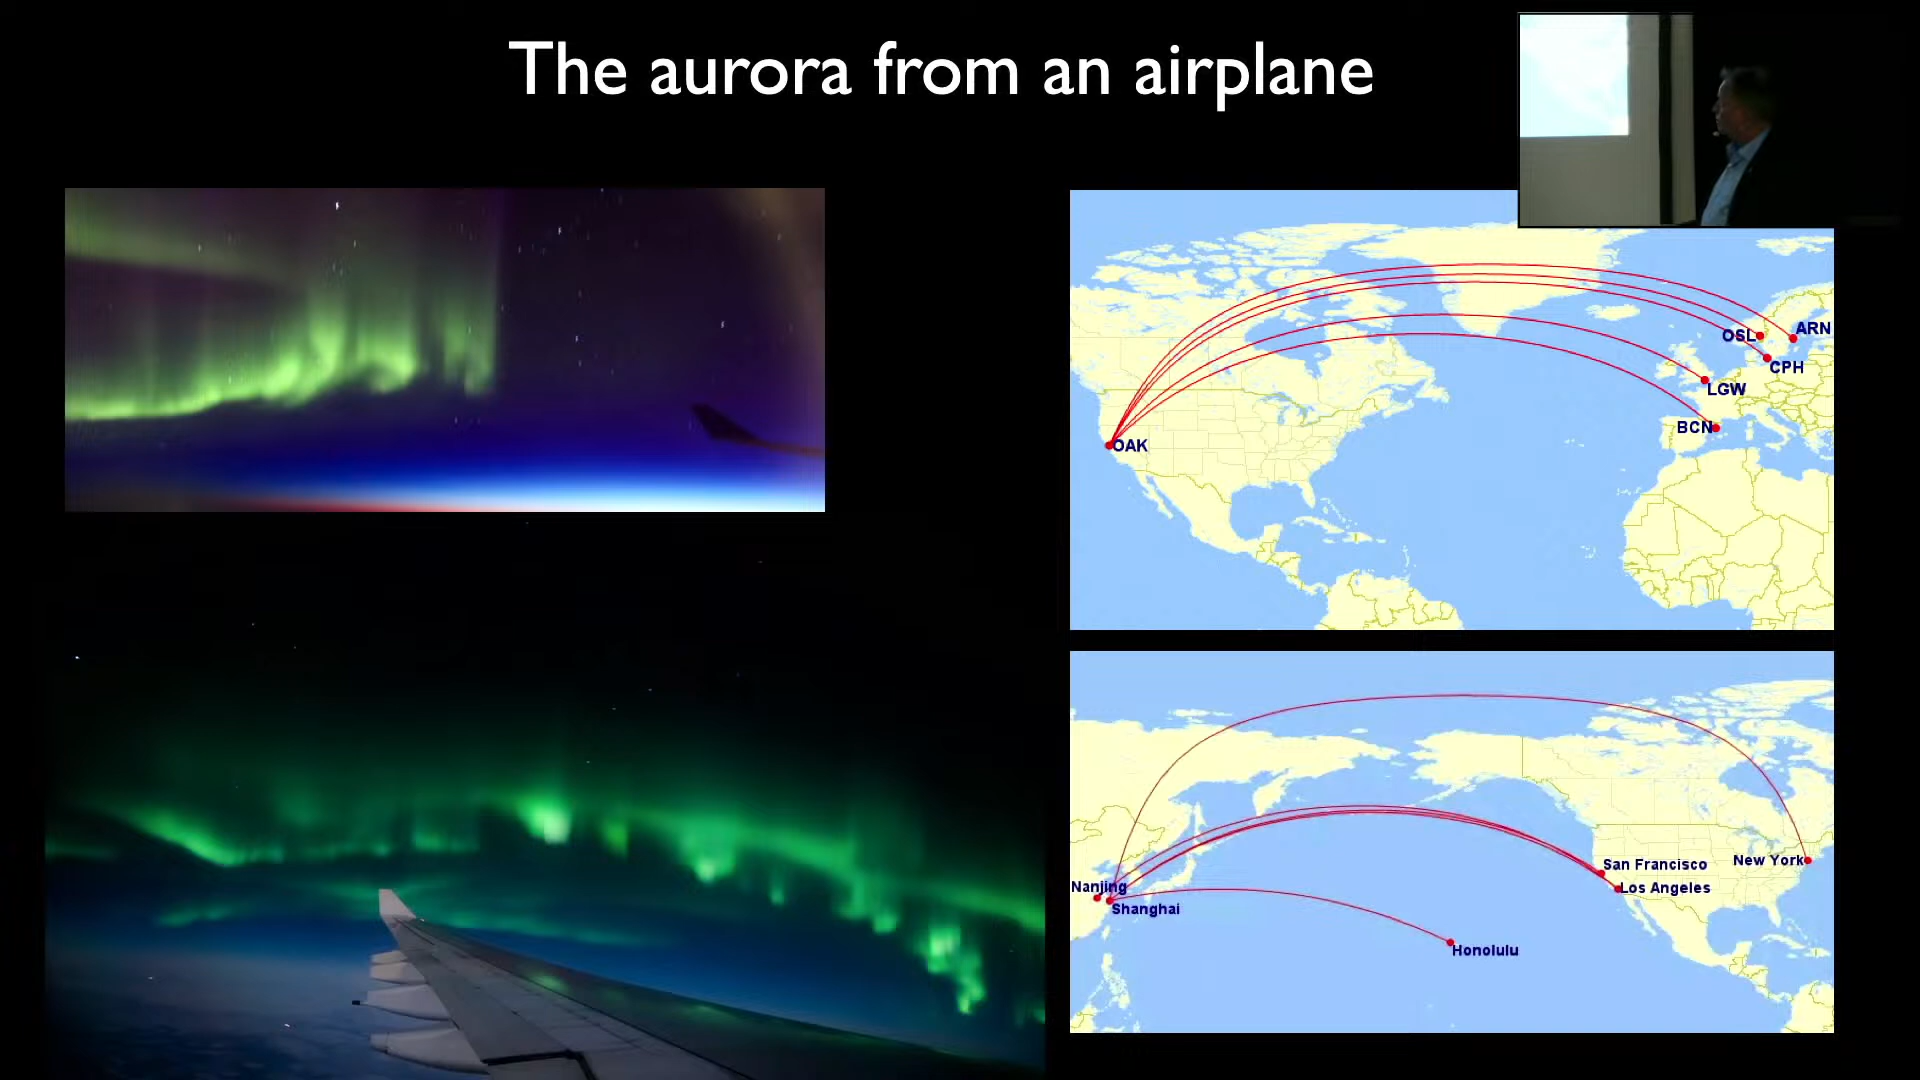 The aurora from an airplane
OSL
ARN
CPH
LGW
BCN
OAK
San Francisco
New York
Nanjing
Los Angeles
Shanghai
Honolulu